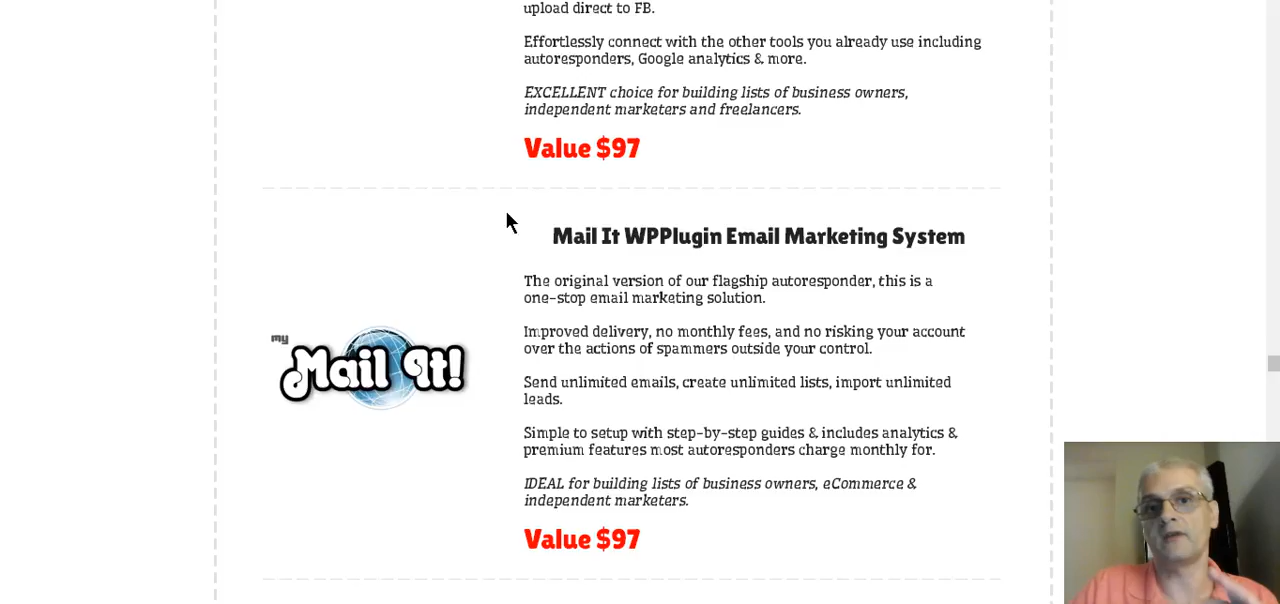 upload direct to FB.
Effortlessly connect with the other tools you already use including
autoresponders, Google analytics & more.
EXCELLENT choice for building lists of business owners,
independent marketers and freelancers.
Value $97
Mail It WPPlugin Email Marketing System
The original version of our flagship autoresponder, this is a
one-stop email marketing solution.
Improved delivery, no monthly fees, and no risking your account
over the actions of spammers outside your control.
my
Mail It!
Send unlimited emails, create unlimited lists, import unlimited
leads.
Simple to setup with step-by-step guides & includes analytics &
premium features most autoresponders charge monthly for.
IDEAL for building lists of business owners, eCommerce &
independent marketers.
Value $97